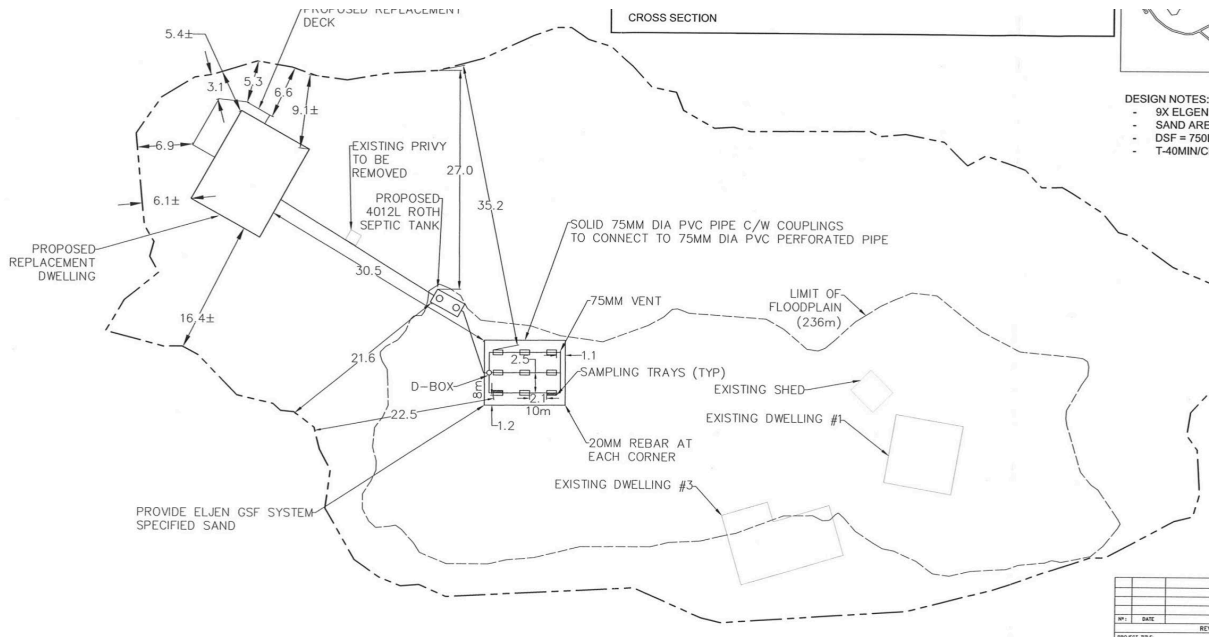 PROPOSED REPLACEMENT
DECK
CROSS SECTION
5.4±
3.1
5.3
6.6
9.1±
6.9
6.1±
EXISTING PRIVY
TO BE
REMOVED
27.0
35.2
PROPOSED
4012L ROTH
SEPTIC TANK
SOLID 75MM DIA PVC PIPE C/W COUPLINGS
TO CONNECT TO 75MM DIA PVC PERFORATED PIPE
DESIGN NOTES:
- 9X ELGEN
- SAND ARE
- DSF = 750
- T-40MIN/C
PROPOSED
REPLACEMENT
DWELLING
30.5
16.4±
75MM VENT
LIMIT OF
FLOODPLAIN
(236m)
21.6
2.5
1.1
D-BOX
8m
SAMPLING TRAYS (TYP)
2.1
10m
22.5
1.2
EXISTING SHED
EXISTING DWELLING #1
20MM REBAR AT
EACH CORNER
EXISTING DWELLING #3
PROVIDE ELJEN GSF SYSTEM
SPECIFIED SAND
Nº: DATE
RE